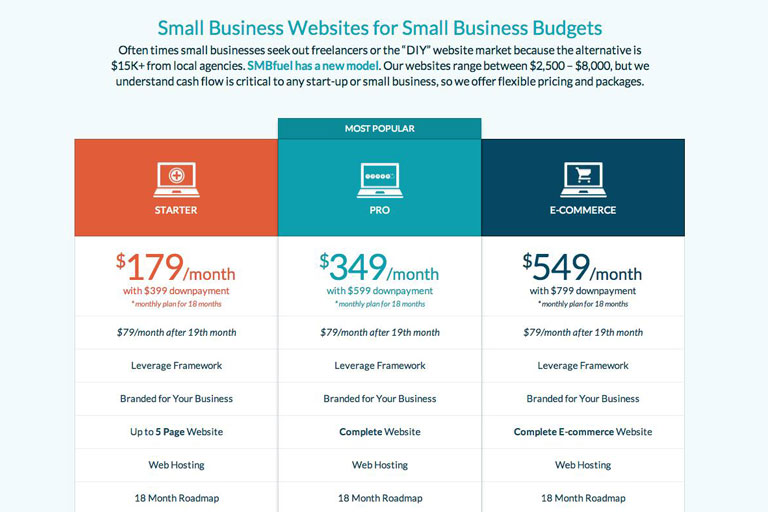 Small Business Websites for Small Business Budgets
Often times small businesses seek out freelancers or the "DIY" website market because the alternative is
$15K+ from local agencies. SMBfuel has a new model. Our websites range between $2,500 – $8,000, but we
understand cash flow is critical to any start-up or small business, so we offer flexible pricing and packages.
MOST POPULAR
STARTER
PRO
E-COMMERCE
$179/month
with $399 downpayment
* monthly plan for 18 months
$349/month
with $599 downpayment
* monthly plan for 18 months
$549/month
with $799 downpayment
* monthly plan for 18 months
$79/month after 19th month
$79/month after 19th month
$79/month after 19th month
Leverage Framework
Leverage Framework
Leverage Framework
Branded for Your Business
Branded for Your Business
Branded for Your Business
Up to 5 Page Website
Complete Website
Complete E-commerce Website
Web Hosting
Web Hosting
Web Hosting
18 Month Roadmap
18 Month Roadmap
18 Month Roadmap